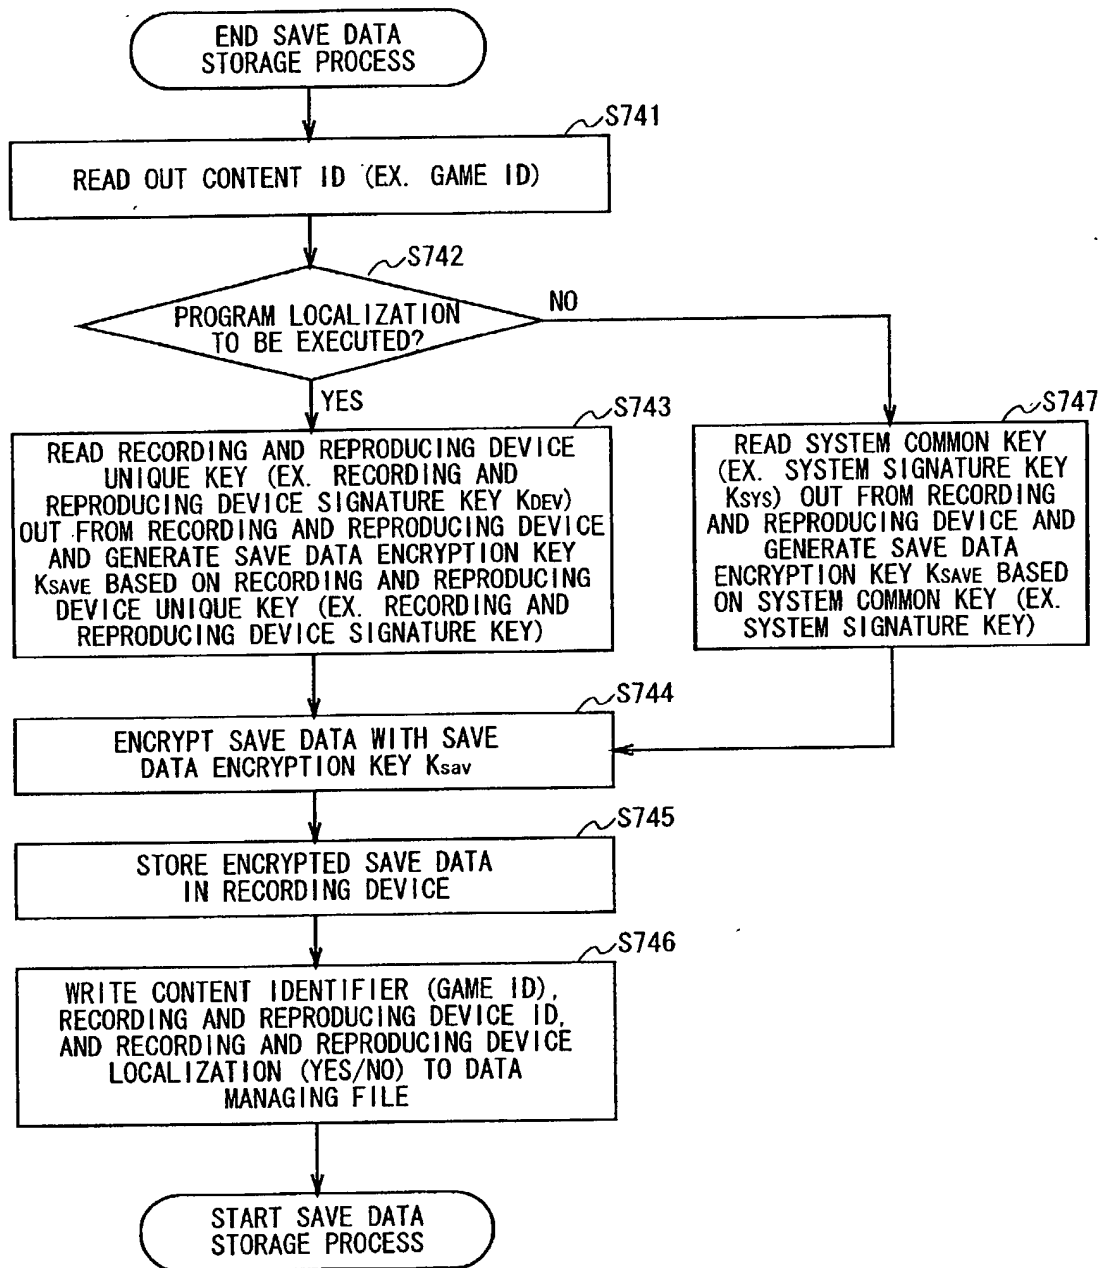 END SAVE DATA
STORAGE PROCESS
S741
READ OUT CONTENT ID (EX. GAME ID)
S742
PROGRAM LOCALIZATION
TO BE EXECUTED?
NO
YES
S743
READ RECORDING AND REPRODUCING DEVICE
UNIQUE KEY (EX. RECORDING AND
REPRODUCING DEVICE SIGNATURE KEY KDEV)
OUT FROM RECORDING AND REPRODUCING DEVICE
AND GENERATE SAVE DATA ENCRYPTION KEY
KSAVE BASED ON RECORDING AND REPRODUCING
DEVICE UNIQUE KEY (EX. RECORDING AND
REPRODUCING DEVICE SIGNATURE KEY)
S747
READ SYSTEM COMMON KEY
(EX. SYSTEM SIGNATURE KEY
KSYS) OUT FROM RECORDING
AND REPRODUCING DEVICE AND
GENERATE SAVE DATA
ENCRYPTION KEY KSAVE BASED
ON SYSTEM COMMON KEY (EX.
SYSTEM SIGNATURE KEY)
S744
ENCRYPT SAVE DATA WITH SAVE
DATA ENCRYPTION KEY Ksav
S745
STORE ENCRYPTED SAVE DATA
IN RECORDING DEVICE
S746
WRITE CONTENT IDENTIFIER (GAME ID),
RECORDING AND REPRODUCING DEVICE ID,
AND RECORDING AND REPRODUCING DEVICE
LOCALIZATION (YES/NO) TO DATA
MANAGING FILE
START SAVE DATA
STORAGE PROCESS